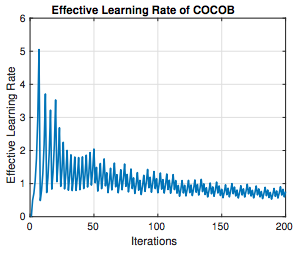 Effective Learning Rate of COCOB
6
5
4
3
2
1
0
Effective Learning Rate
0 50 100 150 200
Iterations